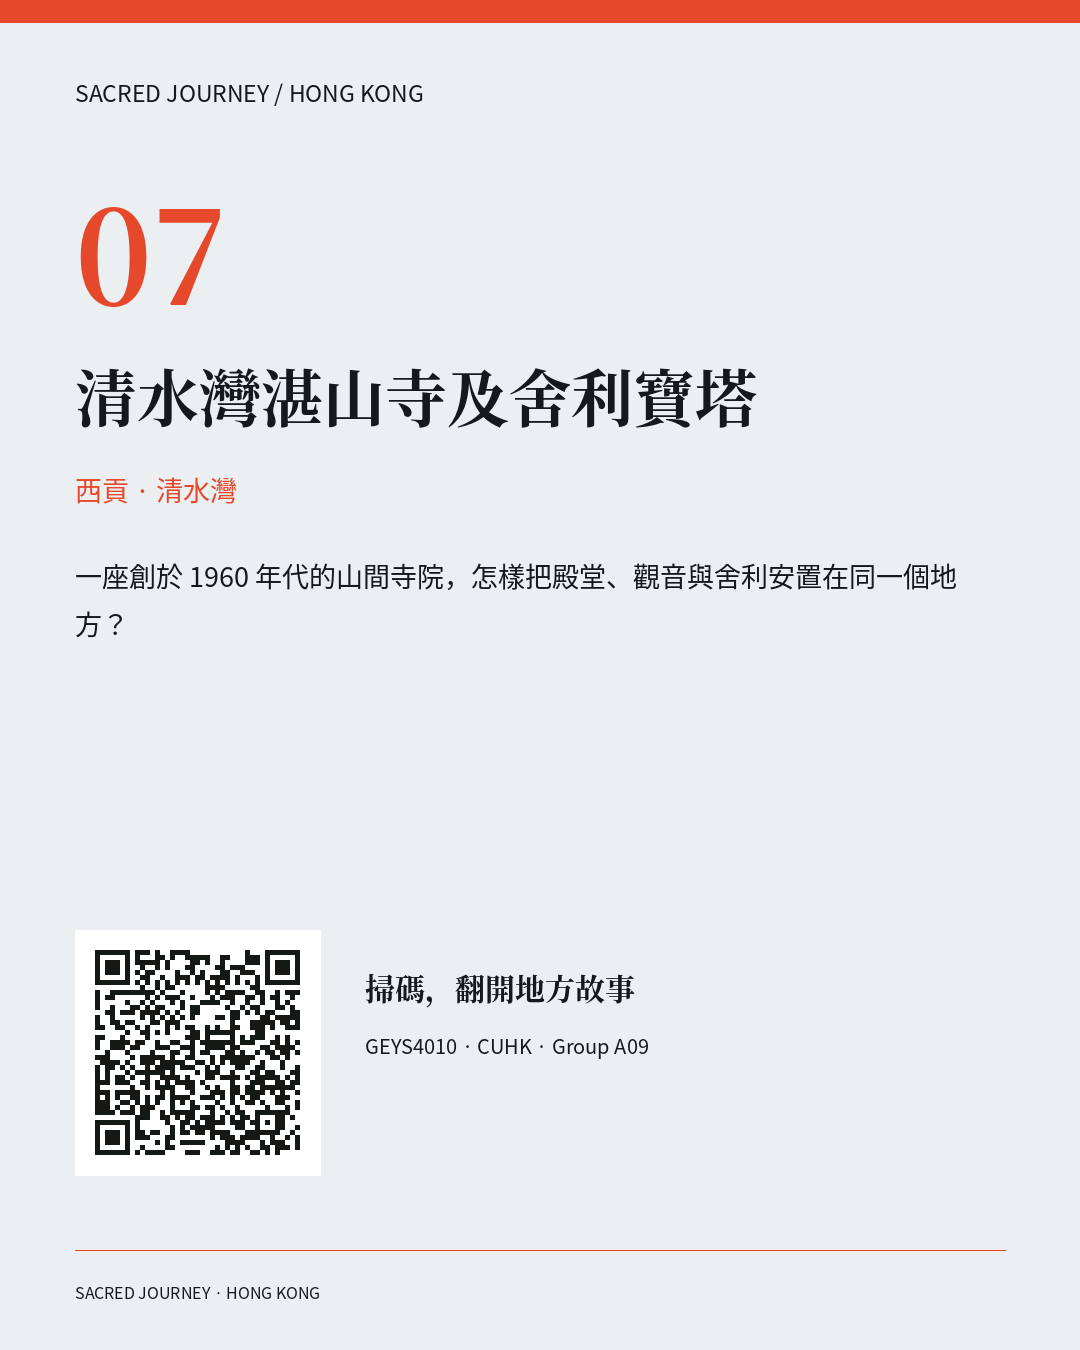 SACRED JOURNEY / HONG KONG
07
清水灣湛山寺及舍利寶塔
西貢 · 清水灣
一座創於 1960 年代的山間寺院，怎樣把殿堂、觀音與舍利安置在同一個地
方？
掃碼，翻開地方故事
GEYS4010 · CUHK · Group A09
SACRED JOURNEY · HONG KONG